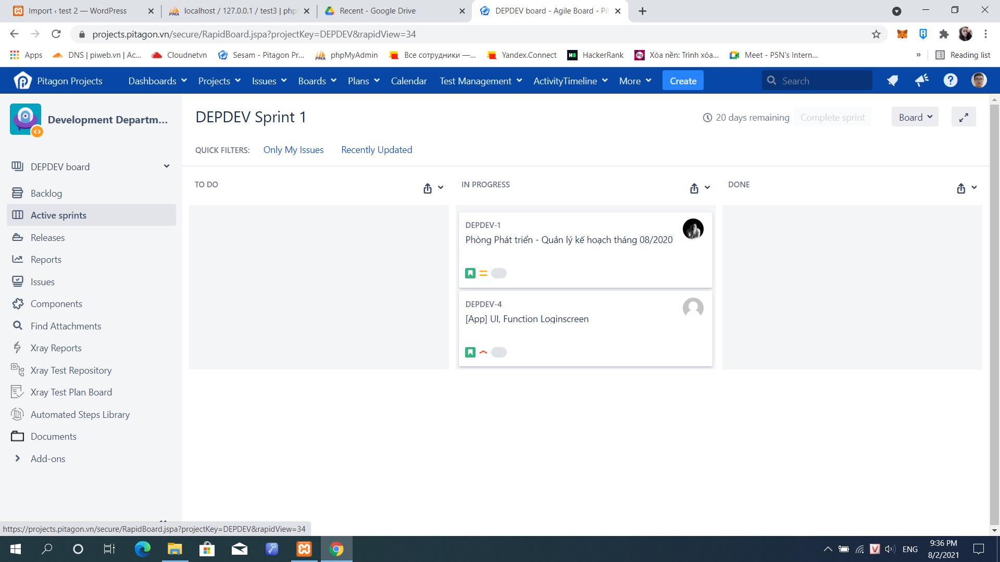 Import ‹ test 2 — WordPress
localhost / 127.0.0.1 / test3 | php
Recent - Google Drive
DEPDEV board - Agile Board - Pit
projects.pitagon.vn/secure/RapidBoard.jspa?projectKey=DEPDEV&rapidView=34
Apps
DNS | piweb.vn | Ac...
Cloudnetvn
Sesam - Pitagon Pr...
phpMyAdmin
Все сотрудники —...
Yandex.Connect
HackerRank
Xóa nền: Trình xóa...
Meet - P5N's Intern...
»
Reading list
Pitagon Projects
Dashboards
Projects
Issues
Boards
Plans
Calendar
Test Management
ActivityTimeline
More
Create
Search
Development Departm...
DEPDEV Sprint 1
20 days remaining
Complete sprint
Board
QUICK FILTERS:
Only My Issues
Recently Updated
DEPDEV board
Backlog
Active sprints
Releases
Reports
Issues
Components
Find Attachments
Xray Reports
Xray Test Repository
Xray Test Plan Board
Automated Steps Library
Documents
Add-ons
TO DO
IN PROGRESS
DONE
DEPDEV-1
Phòng Phát triển - Quản lý kế hoạch tháng 08/2020
DEPDEV-4
[App] UI, Function Loginscreen
https://projects.pitagon.vn/secure/RapidBoard.jspa?projectKey=DEPDEV&rapidView=34
ENG
9:36 PM
8/2/2021